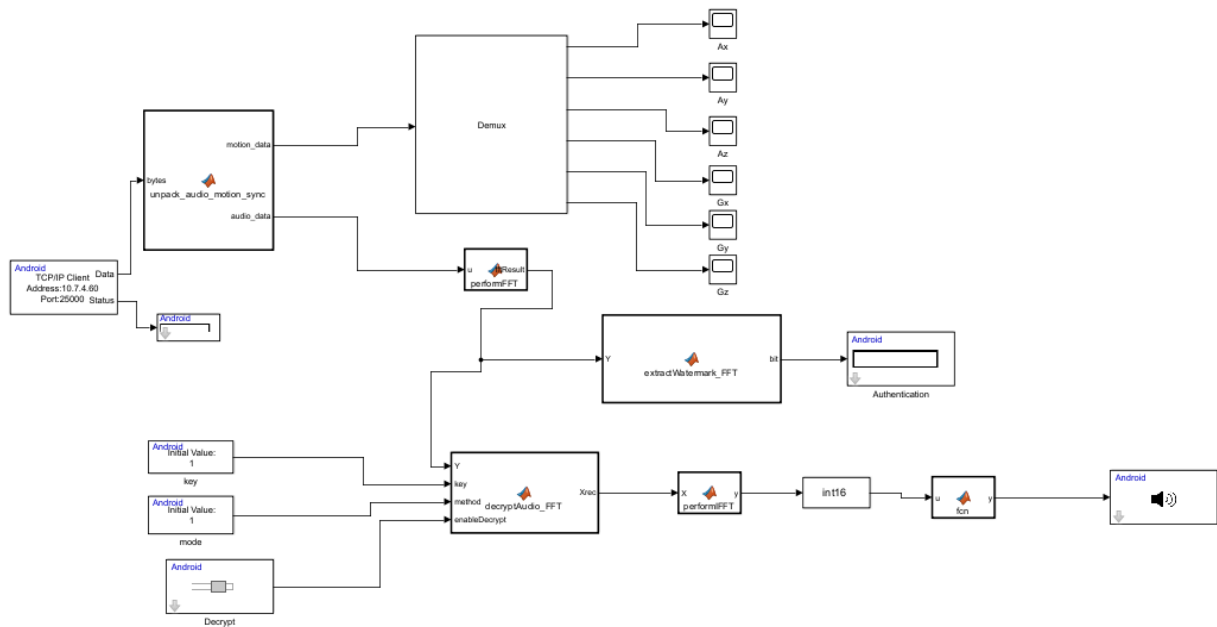 Ax
Ay
Az
Gx
Gy
Gz
Demux
motion_data
bytes
unpack_audio_motion_sync
audio_data
Android
TCP/IP Client
Address:10.7.4.60
Port:25000
Data
Status
Android
u
performFFT
Y
bit
extractWatermark_FFT
Android
Authentication
Android
Initial Value:
1
key
Android
Initial Value:
1
mode
Android
Decrypt
Y
key
method
enableDecrypt
decryptAudio_FFT
Xrec
X
y
performIFFT
int16
u
y
fcn
Android